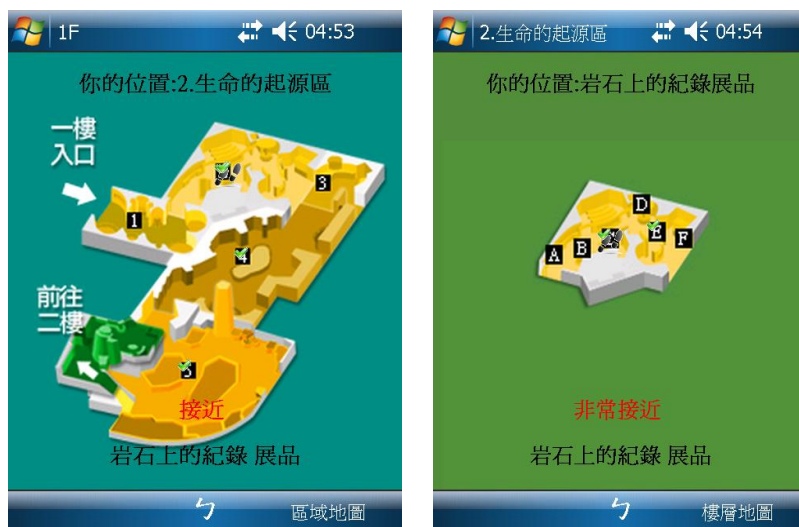 1F 04:53
你的位置:2.生命的起源區
一樓
入口
3
1
4
前往
二樓
5
接近
岩石上的紀錄 展品
ㄅ 區域地圖
2.生命的起源區 04:54
你的位置:岩石上的紀錄展品
D
E
F
B
A
非常接近
岩石上的紀錄 展品
ㄅ 樓層地圖